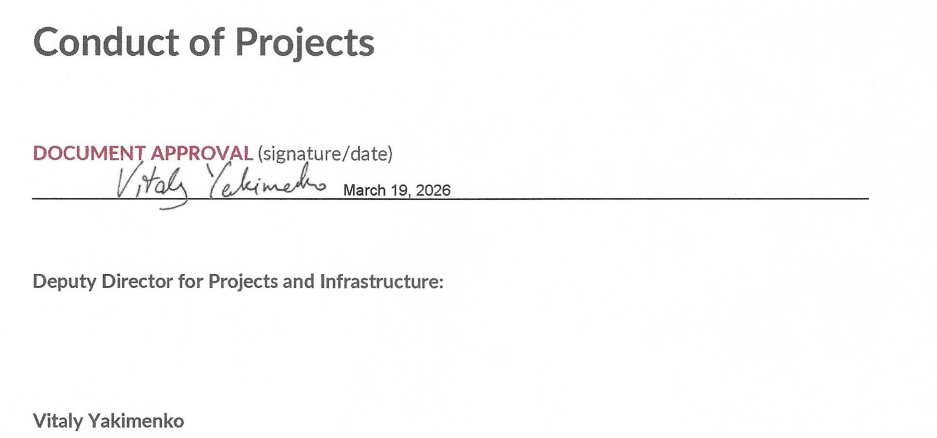 Conduct of Projects
DOCUMENT APPROVAL (signature/date)
Vitaly Yakimenko March 19, 2026
Deputy Director for Projects and Infrastructure:
Vitaly Yakimenko